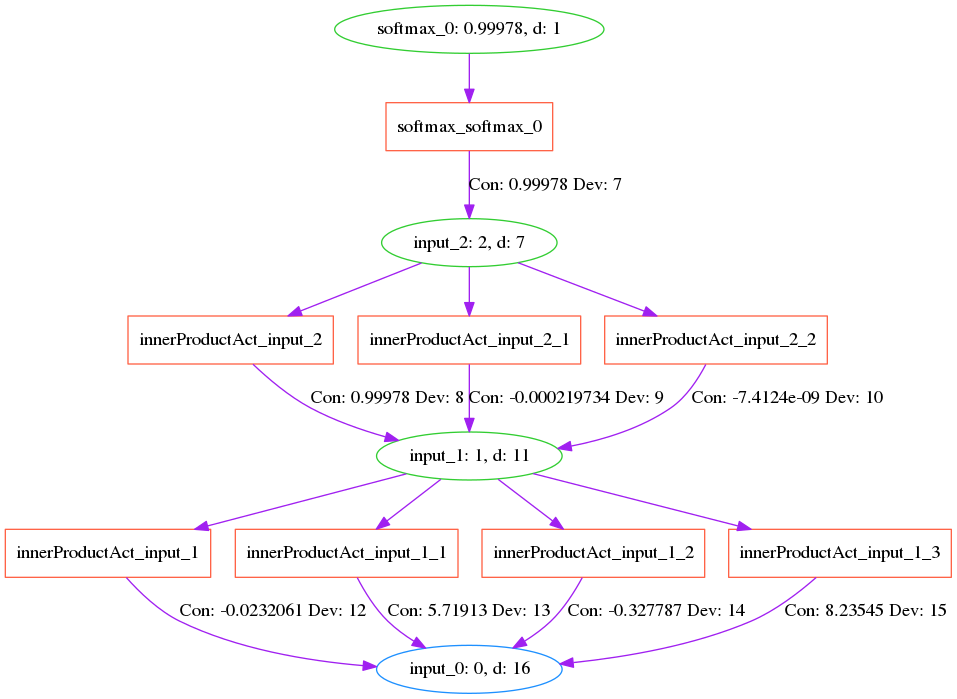 softmax_0: 0.99978, d: 1
softmax_softmax_0
Con: 0.99978 Dev: 7
input_2: 2, d: 7
innerProductAct_input_2
innerProductAct_input_2_1
innerProductAct_input_2_2
Con: 0.99978 Dev: 8
Con: -0.000219734 Dev: 9
Con: -7.4124e-09 Dev: 10
input_1: 1, d: 11
innerProductAct_input_1
innerProductAct_input_1_1
innerProductAct_input_1_2
innerProductAct_input_1_3
Con: -0.0232061 Dev: 12
Con: 5.71913 Dev: 13
Con: -0.327787 Dev: 14
Con: 8.23545 Dev: 15
input_0: 0, d: 16